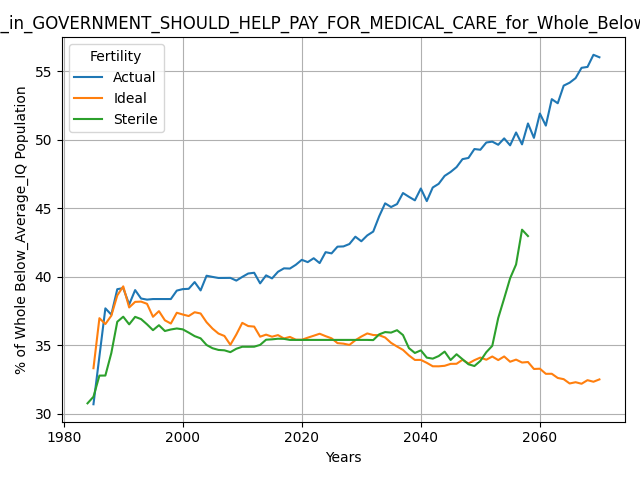 _in_GOVERNMENT_SHOULD_HELP_PAY_FOR_MEDICAL_CARE_for_Whole_Below
Fertility
Actual
Ideal
Sterile
% of Whole Below_Average_IQ Population
55
50
45
40
35
30
1980
2000
2020
2040
2060
Years